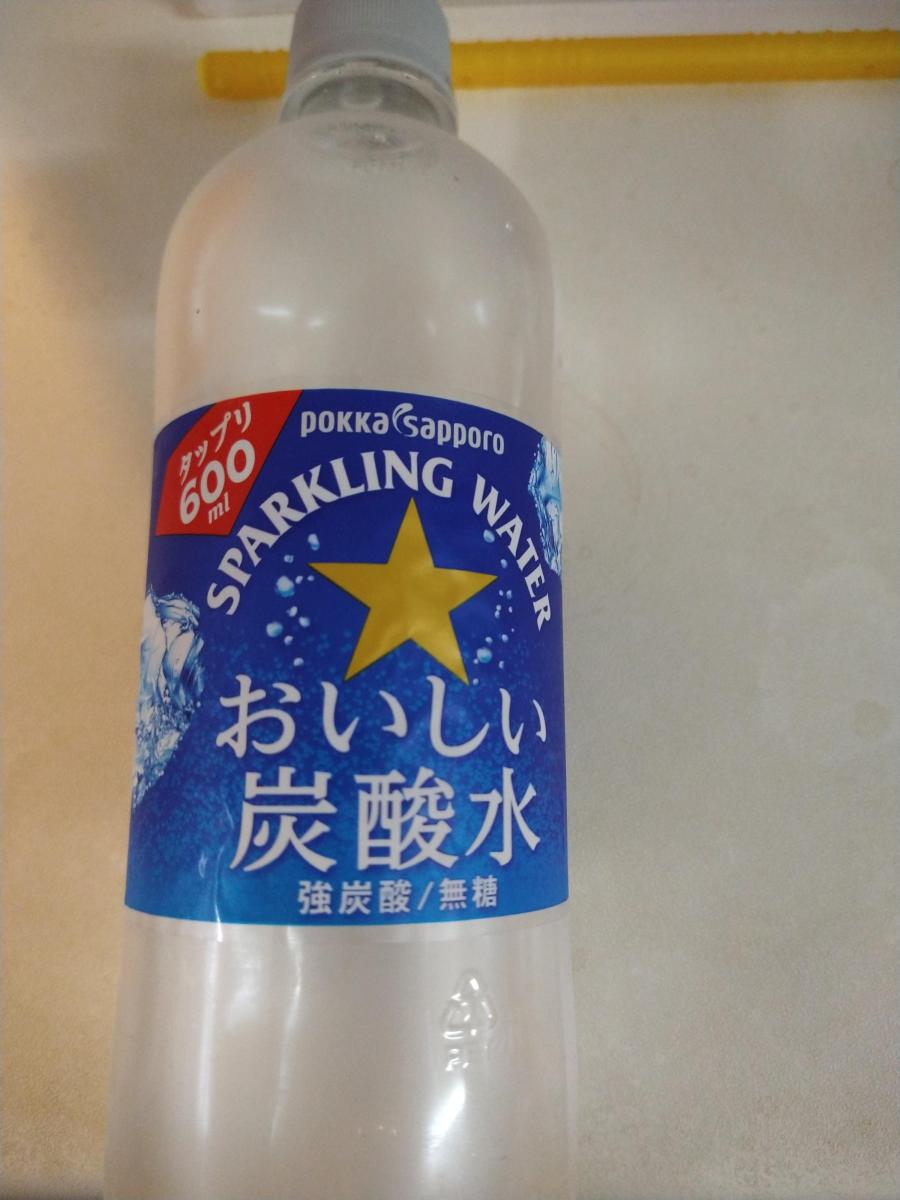 タップリ
600
ml
pokka sapporo
SPARKLING WATER
おいしい
炭酸水
強炭酸/無糖